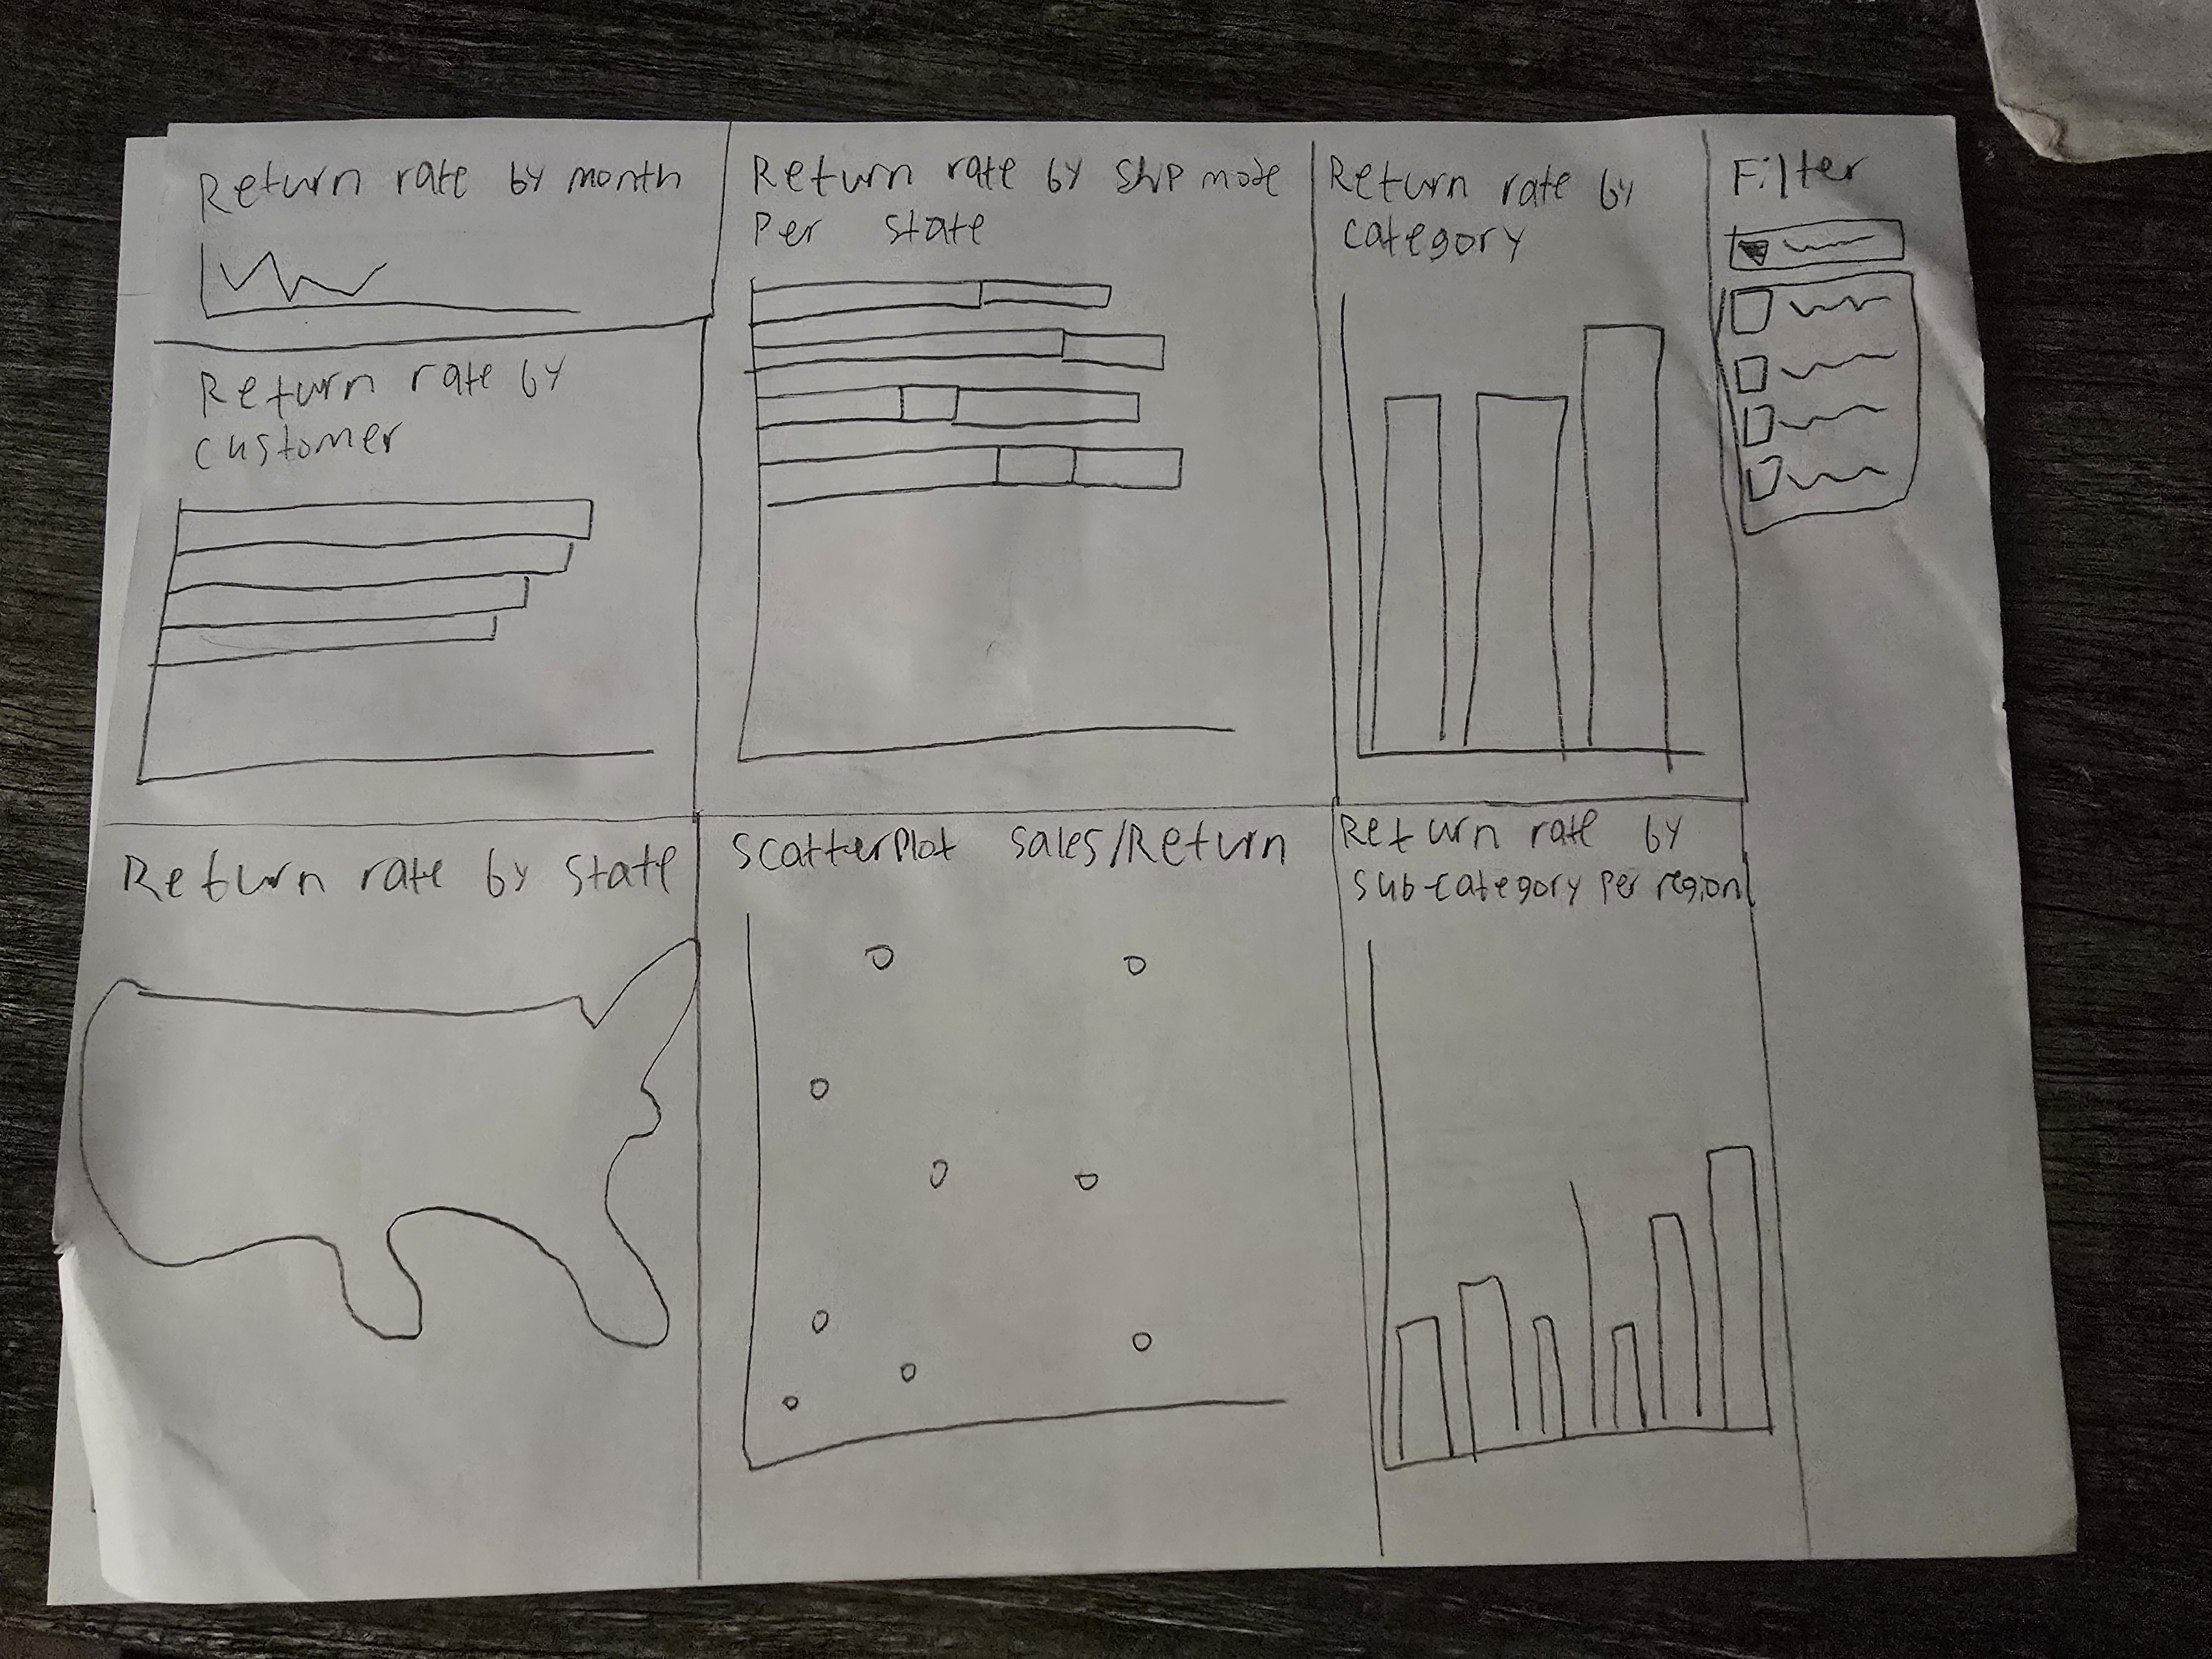 Return rate by month
Return rate by
customer
Return rate by ship mode
Per state
Return rate by
category
Filter
Return rate by state
scatterplot sales/Return
Return rate by
sub-category per region